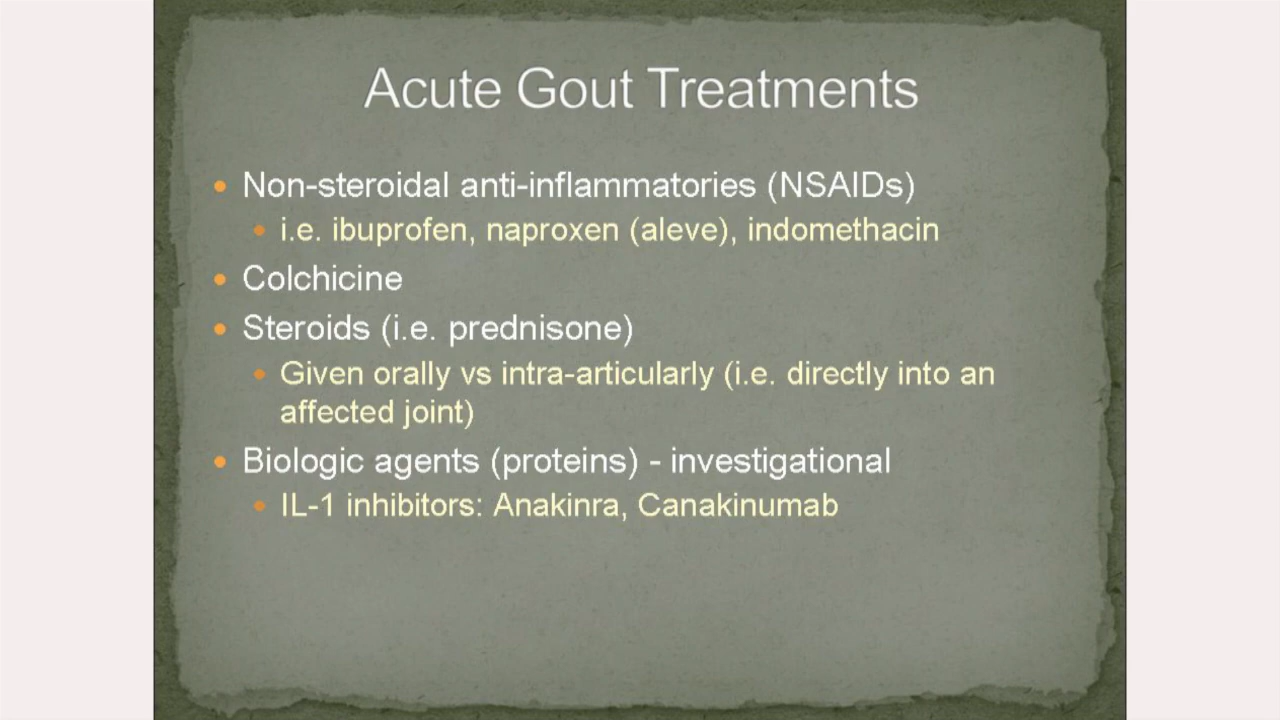 Acute Gout Treatments
Non-steroidal anti-inflammatories (NSAIDs)
i.e. ibuprofen, naproxen (aleve), indomethacin
Colchicine
Steroids (i.e. prednisone)
Given orally vs intra-articularly (i.e. directly into an
affected joint)
Biologic agents (proteins) - investigational
IL-1 inhibitors: Anakinra, Canakinumab